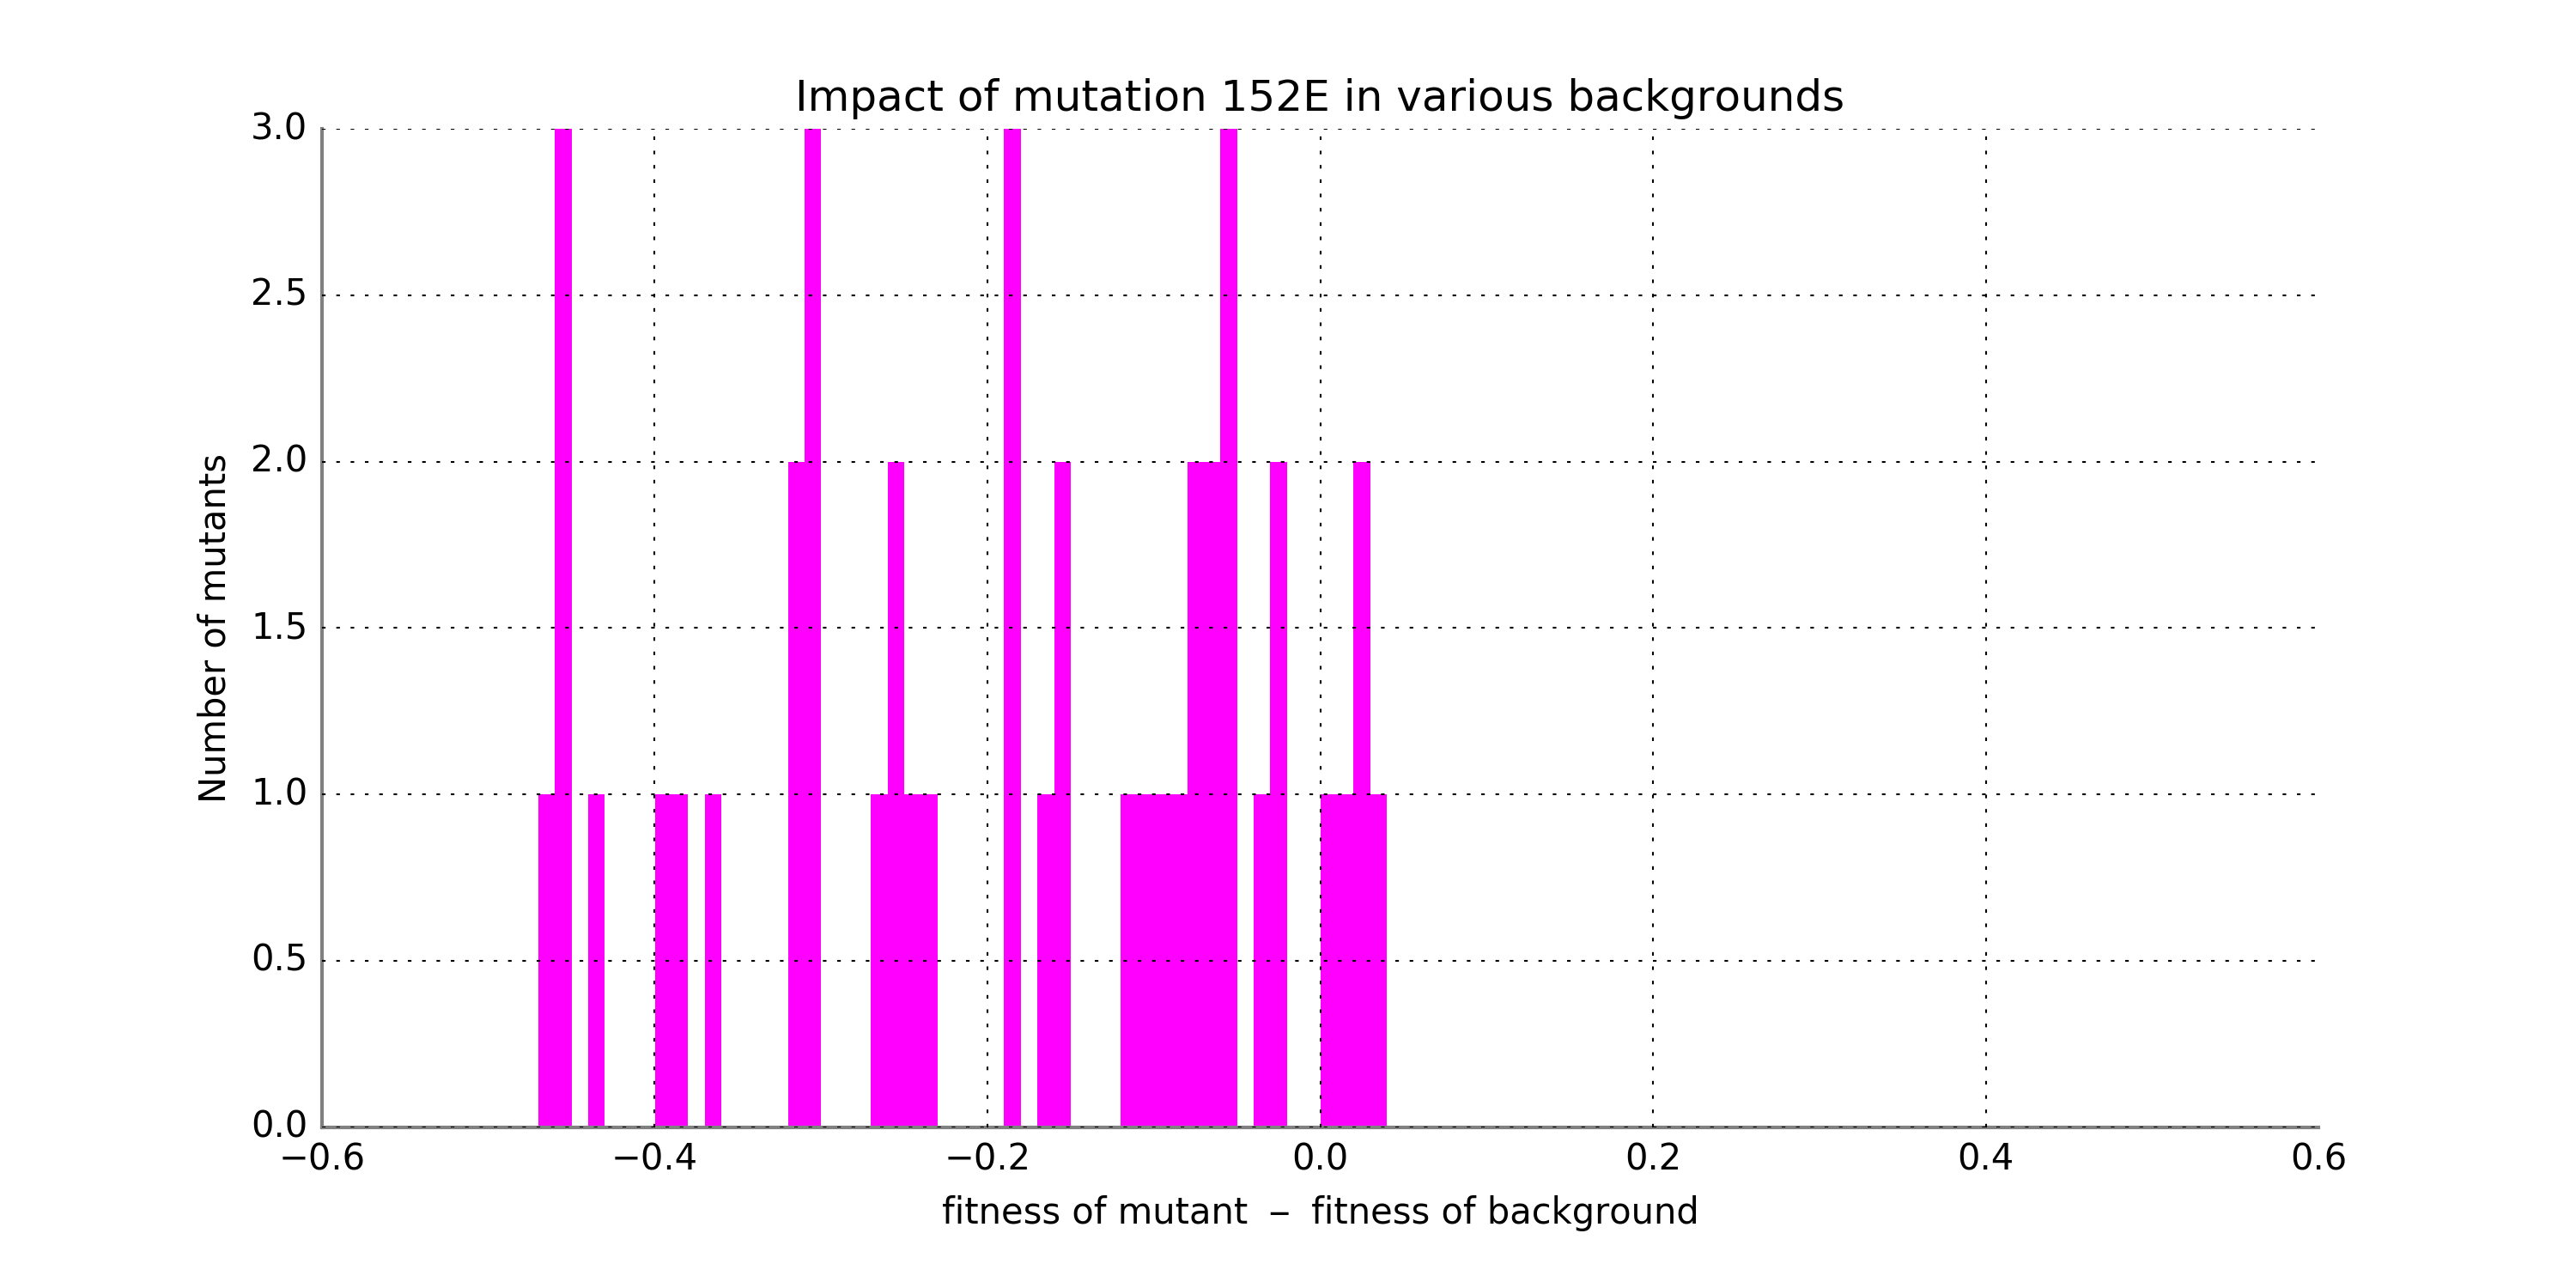 Impact of mutation 152E in various backgrounds
3.0
2.5
2.0
1.5
1.0
0.5
0.0
Number of mutants
−0.6 −0.4 −0.2 0.0 0.2 0.4 0.6
fitness of mutant – fitness of background